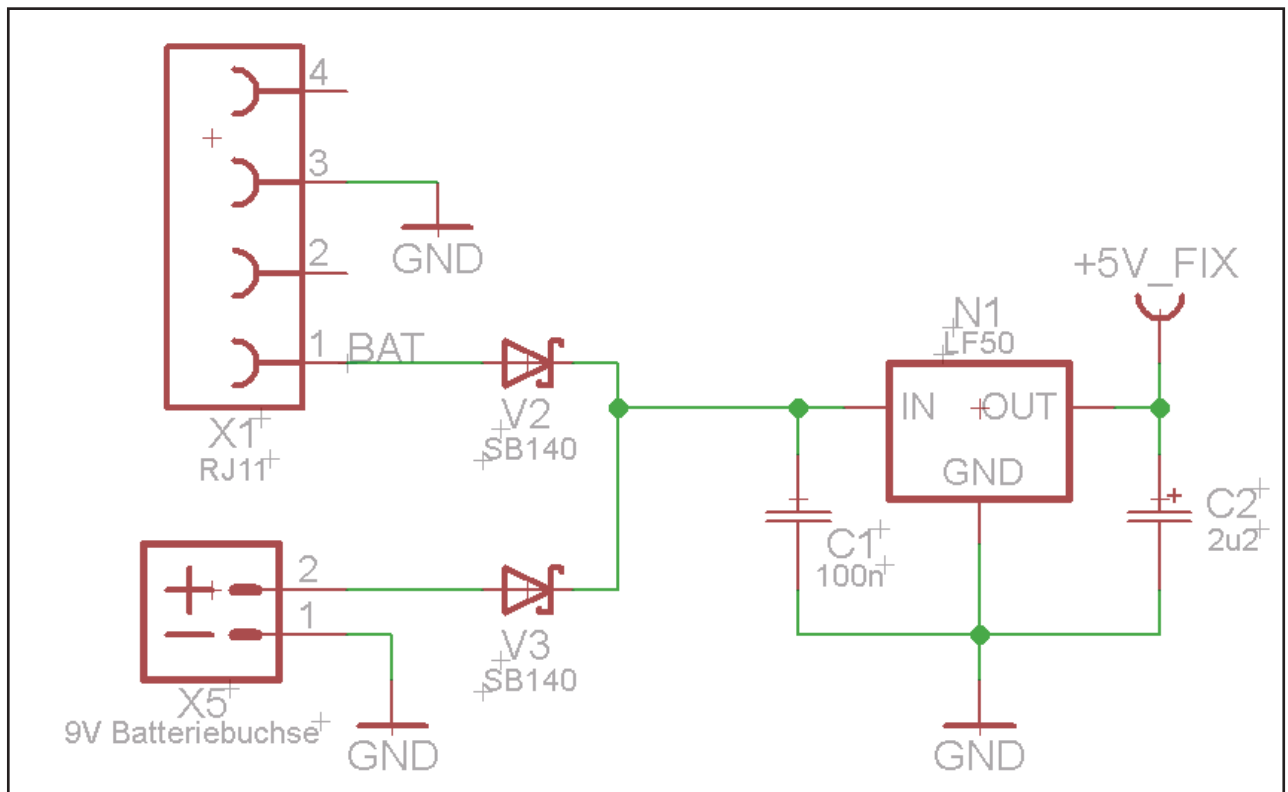 4
3
GND
2
1
BAT
X1
RJ11
V2
SB140
+5V_FIX
N1
LF50
IN
OUT
GND
C1
100n
C2
2u2
+
2
1
X5
9V Batteriebuchse
GND
V3
SB140
GND